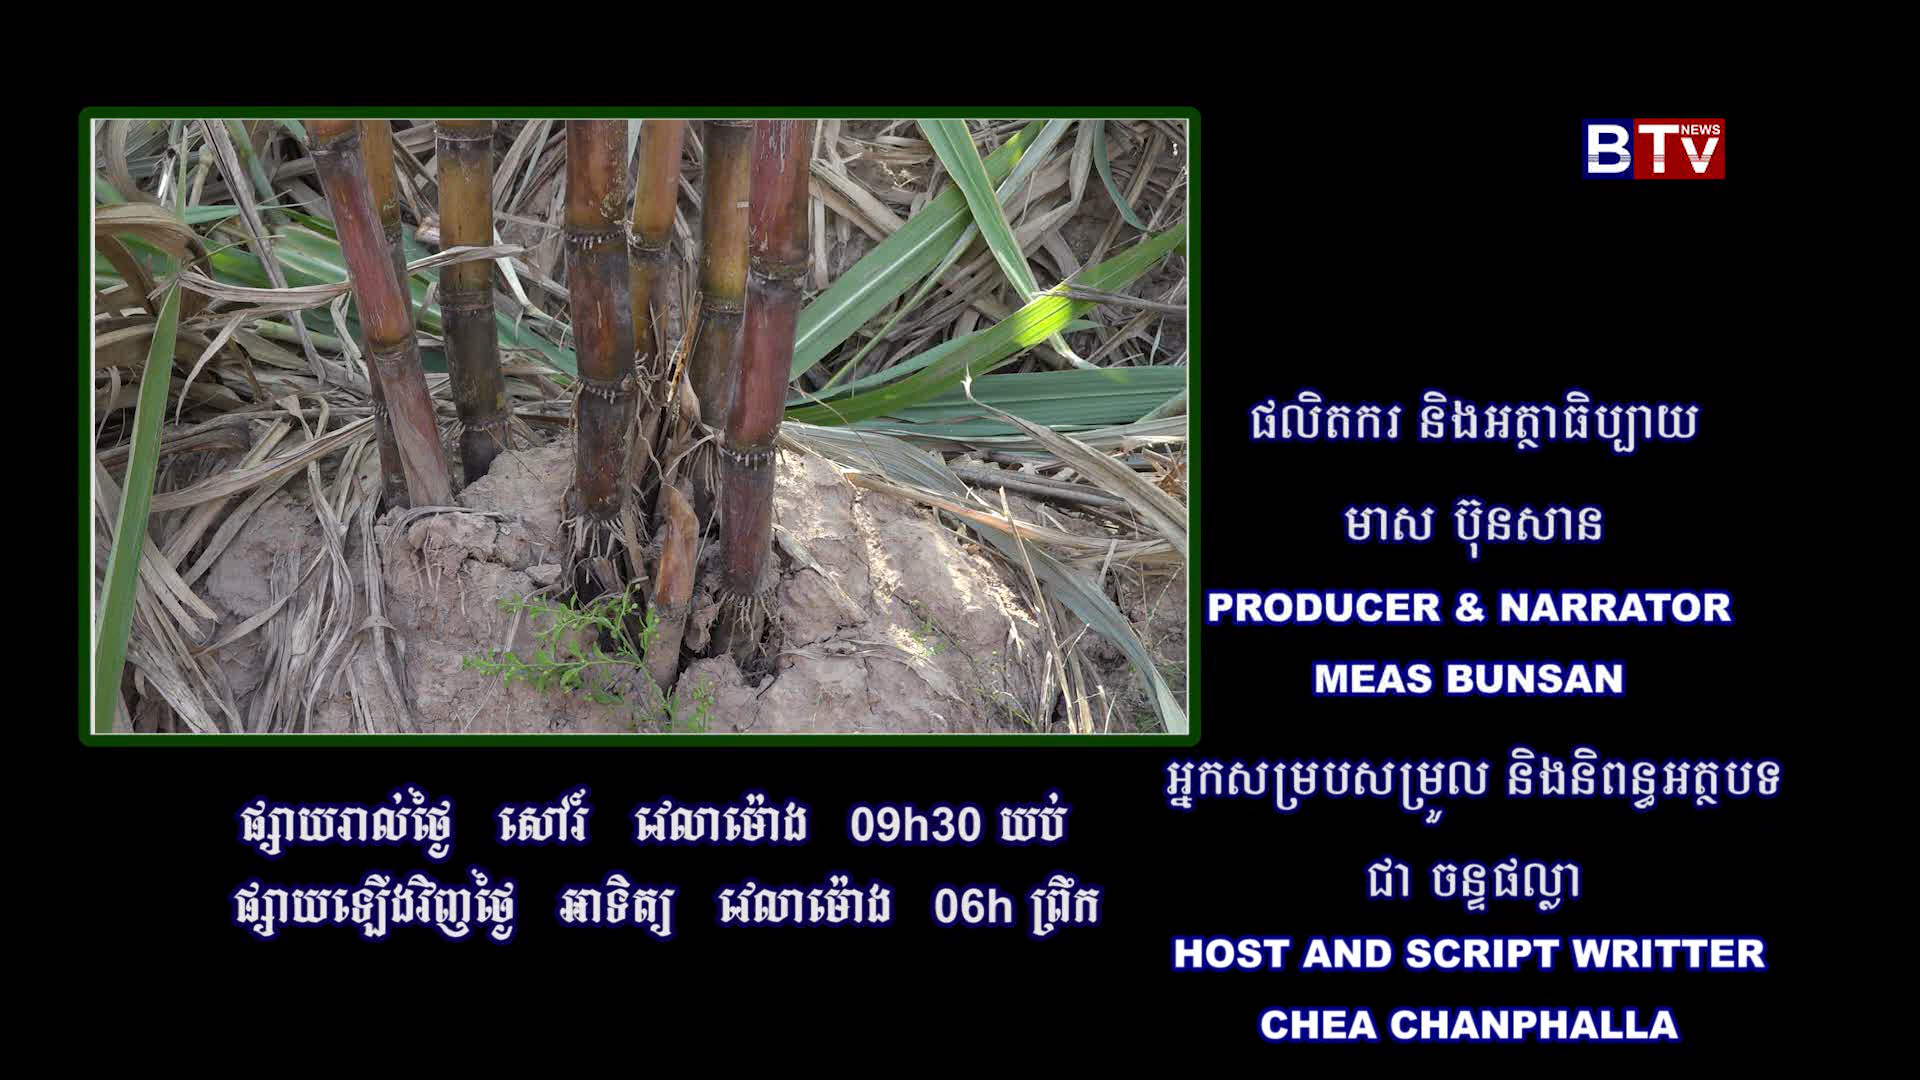 BTV NEWS
ផលិតករ និងអត្ថាធិប្បាយ
មាស ប៊ុនសាន
PRODUCER & NARRATOR
MEAS BUNSAN
អ្នកសម្របសម្រួល និងនិពន្ធអត្ថបទ
ជា ចន្ទផល្លា
HOST AND SCRIPT WRITTER
CHEA CHANPHALLA
ផ្សាយរាល់ថ្ងៃ សៅរ៍ វេលាម៉ោង 09h30 យប់
ផ្សាយឡើងវិញថ្ងៃ អាទិត្យ វេលាម៉ោង 06h ព្រឹក